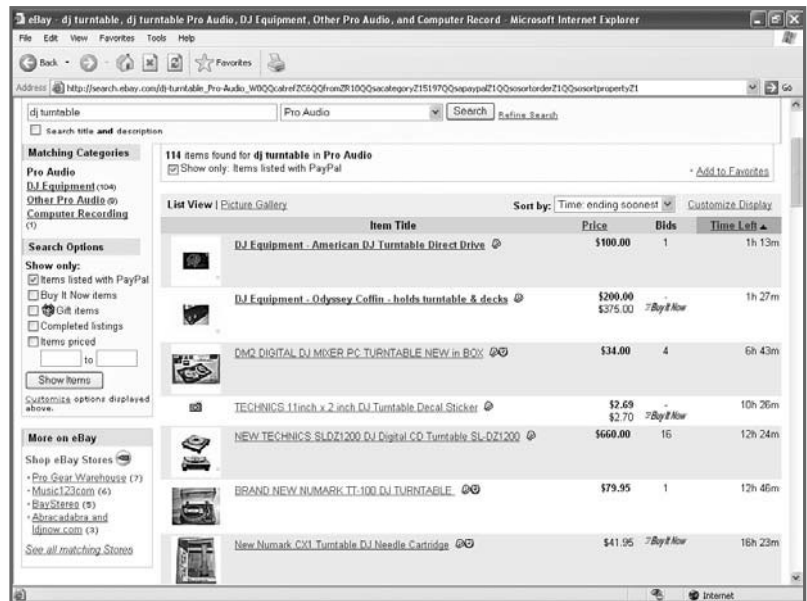 eBay - dj turntable, dj turntable Pro Audio, DJ Equipment, Other Pro Audio, and Computer Record - Microsoft Internet Explorer
File Edit View Favorites Tools Help
Back Favorites
Address http://search.ebay.com/dj-turntable_Pro-Audio_W0QQcatrefZC6QQfromZR10QQsacategoryZ15197QQsapaypalZ1QQsosortorderZ1QQsosortpropertyZ1 Go
dj turntable Pro Audio Search Refine Search
Search title and description
Matching Categories
Pro Audio
DJ Equipment (104)
Other Pro Audio (9)
Computer Recording
(1)
Search Options
Show only:
Items listed with PayPal
Buy It Now items
Gift items
Completed listings
Items priced
to
Show Items
Customize options displayed
above.
More on eBay
Shop eBay Stores
· Pro Gear Warehouse (7)
· Music123com (6)
· BayStereo (5)
· Abracadabra and
ldjnow.com (3)
See all matching Stores
114 items found for dj turntable in Pro Audio
Show only: Items listed with PayPal
· Add to Favorites
List View | Picture Gallery Sort by: Time: ending soonest Customize Display
Item Title Price Bids Time Left
DJ Equipment - American DJ Turntable Direct Drive $100.00 1 1h 13m
DJ Equipment - Odyssey Coffin - holds turntable & decks $200.00 - 1h 27m
$375.00 Buy It Now
DM2 DIGITAL DJ MIXER PC TURNTABLE NEW in BOX $34.00 4 6h 43m
TECHNICS 11inch x 2 inch DJ Turntable Decal Sticker $2.69 - 10h 26m
$2.70 Buy It Now
NEW TECHNICS SLDZ1200 DJ Digital CD Turntable SL-DZ1200 $660.00 16 12h 24m
BRAND NEW NUMARK TT-100 DJ TURNTABLE $79.95 1 12h 46m
New Numark CX1 Turntable DJ Needle Cartridge $41.95 Buy It Now 16h 23m
Internet